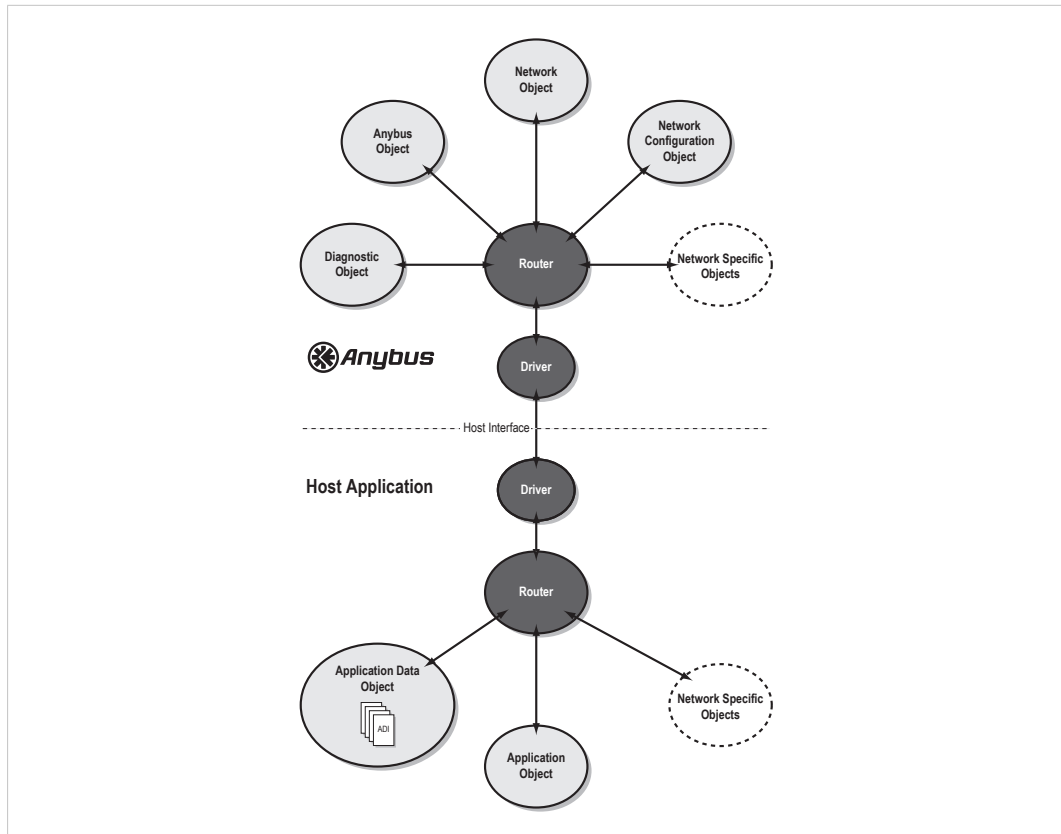 Network
Object
Anybus
Object
Network
Configuration
Object
Diagnostic
Object
Router
Network Specific
Objects
Anybus
Driver
Host Interface
Host Application
Driver
Router
Application Data
Object
ADI
Network Specific
Objects
Application
Object